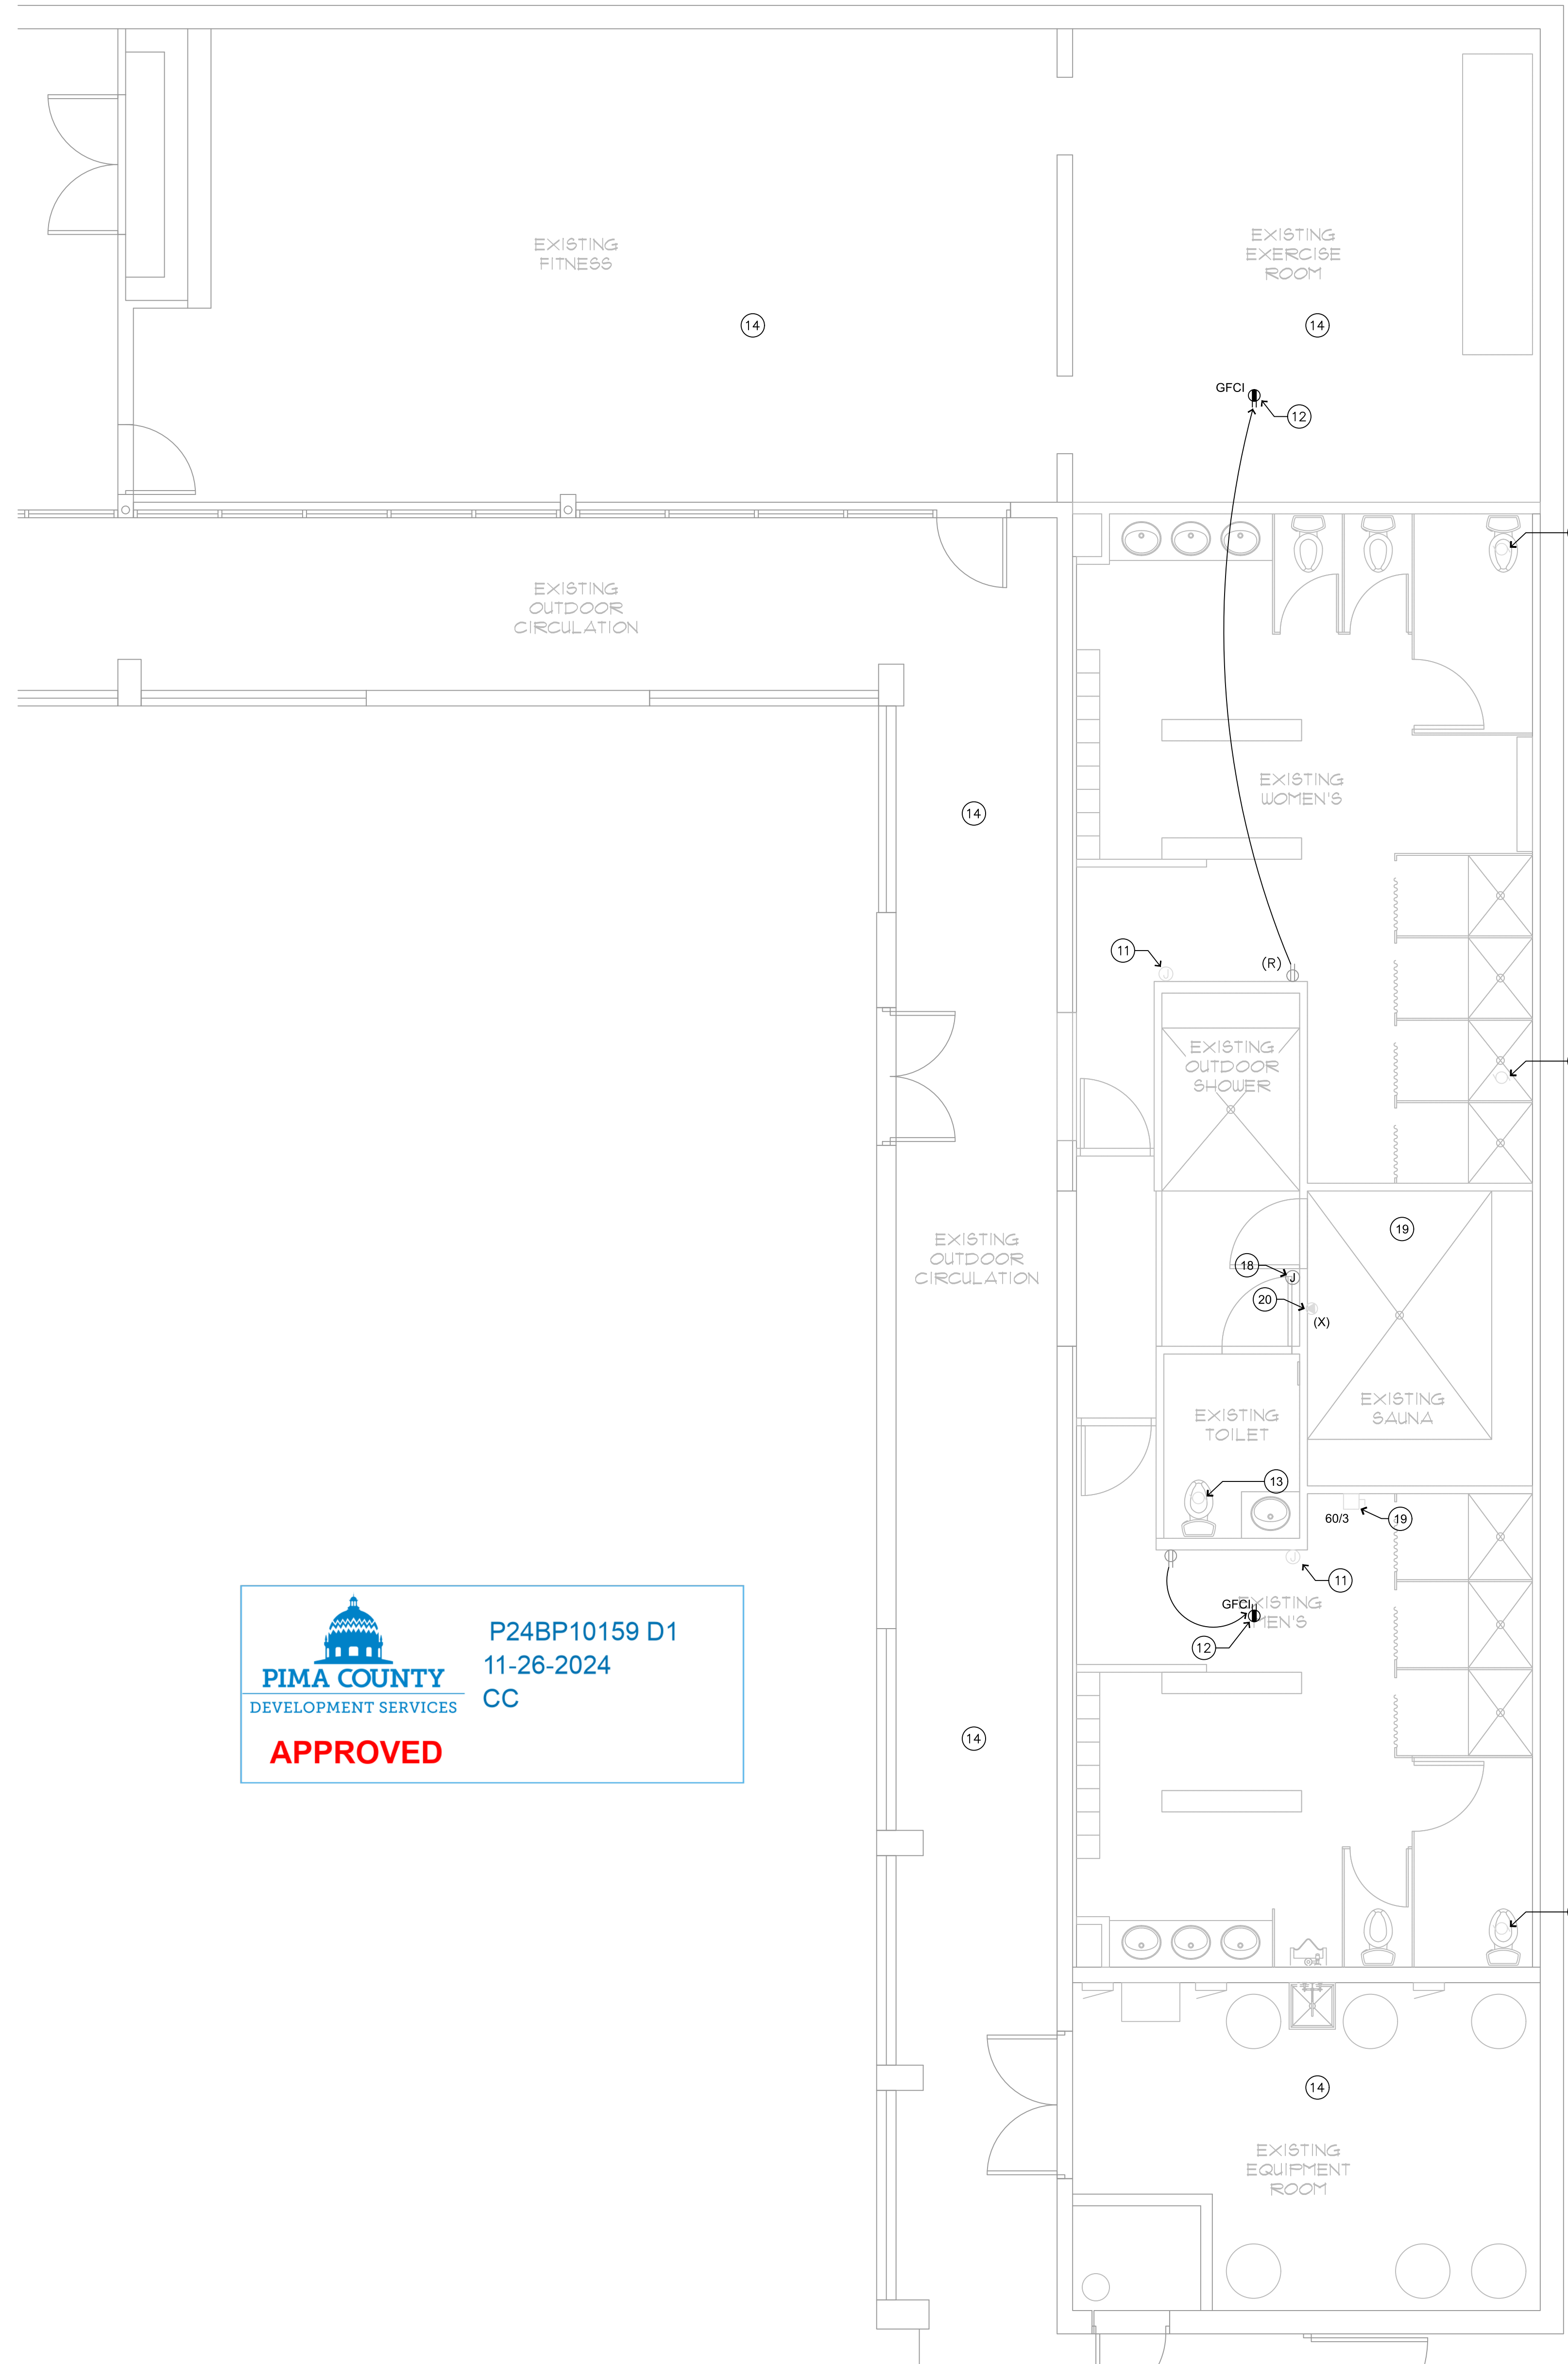 EXISTING
FITNESS
EXISTING
EXERCISE
ROOM
14
14
GFCI
12
EXISTING
OUTDOOR
CIRCULATION
EXISTING
WOMEN'S
14
11
J
(R)
EXISTING
OUTDOOR
SHOWER
19
EXISTING
OUTDOOR
CIRCULATION
18
J
20
(X)
EXISTING
SAUNA
EXISTING
TOILET
13
60/3
19
J
11
GFCI
EXISTING
MEN'S
12
PIMA COUNTY
DEVELOPMENT SERVICES
APPROVED
P24BP10159 D1
11-26-2024
CC
14
14
EXISTING
EQUIPMENT
ROOM